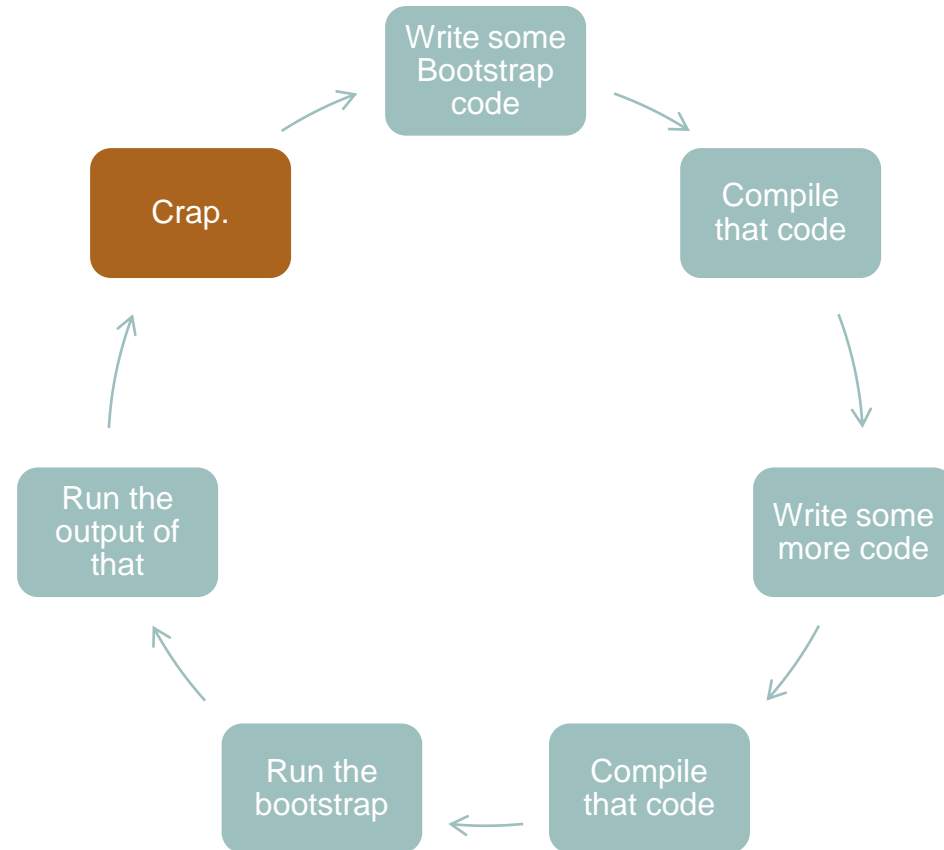 Write some
Bootstrap
code
Compile
that code
Write some
more code
Compile
that code
Run the
bootstrap
Run the
output of
that
Crap.